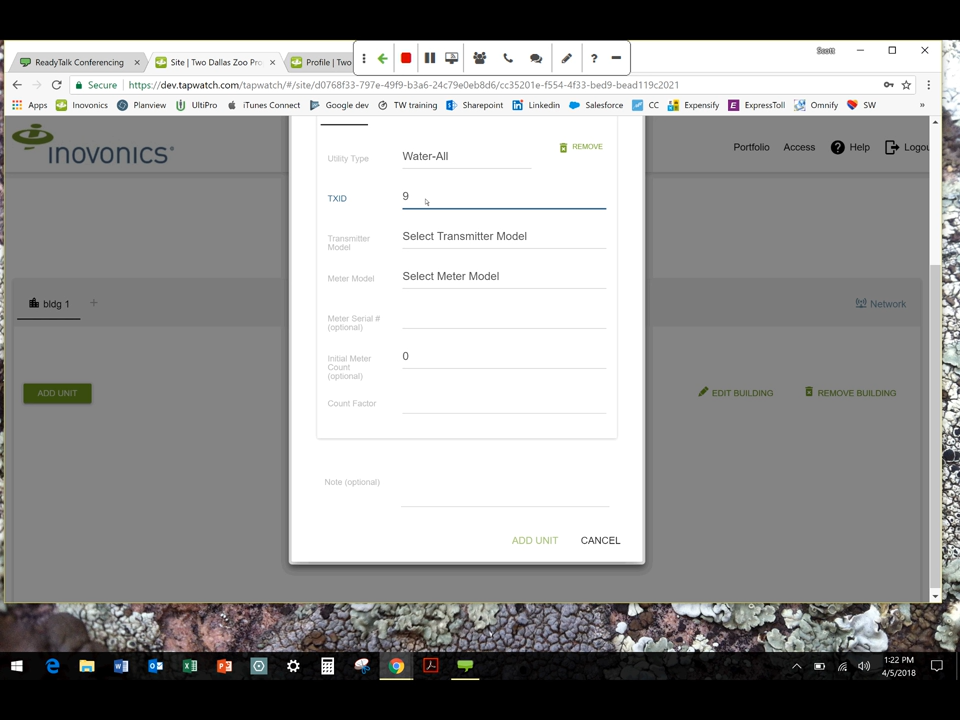 Scott
ReadyTalk Conferencing
Site | Two Dallas Zoo Pro
Profile | Two
?
Secure
https://dev.tapwatch.com/tapwatch/#/site/d0768f33-797e-49f9-b3a6-24c79e0eb8d6/cc35201e-f554-4f33-bed9-bead119c2021
Apps
Inovonics
Planview
UltiPro
iTunes Connect
Google dev
TW training
Sharepoint
Linkedin
Salesforce
CC
Expensify
ExpressToll
Omnify
SW
»
INOVONICS
Portfolio
Access
Help
Logou
Utility Type
Water-All
REMOVE
TXID
9
Transmitter
Model
Select Transmitter Model
Meter Model
Select Meter Model
Meter Serial #
(optional)
Initial Meter
Count
(optional)
0
Count Factor
Note (optional)
ADD UNIT
CANCEL
bldg 1
+
Network
ADD UNIT
EDIT BUILDING
REMOVE BUILDING
1:22 PM
4/5/2018